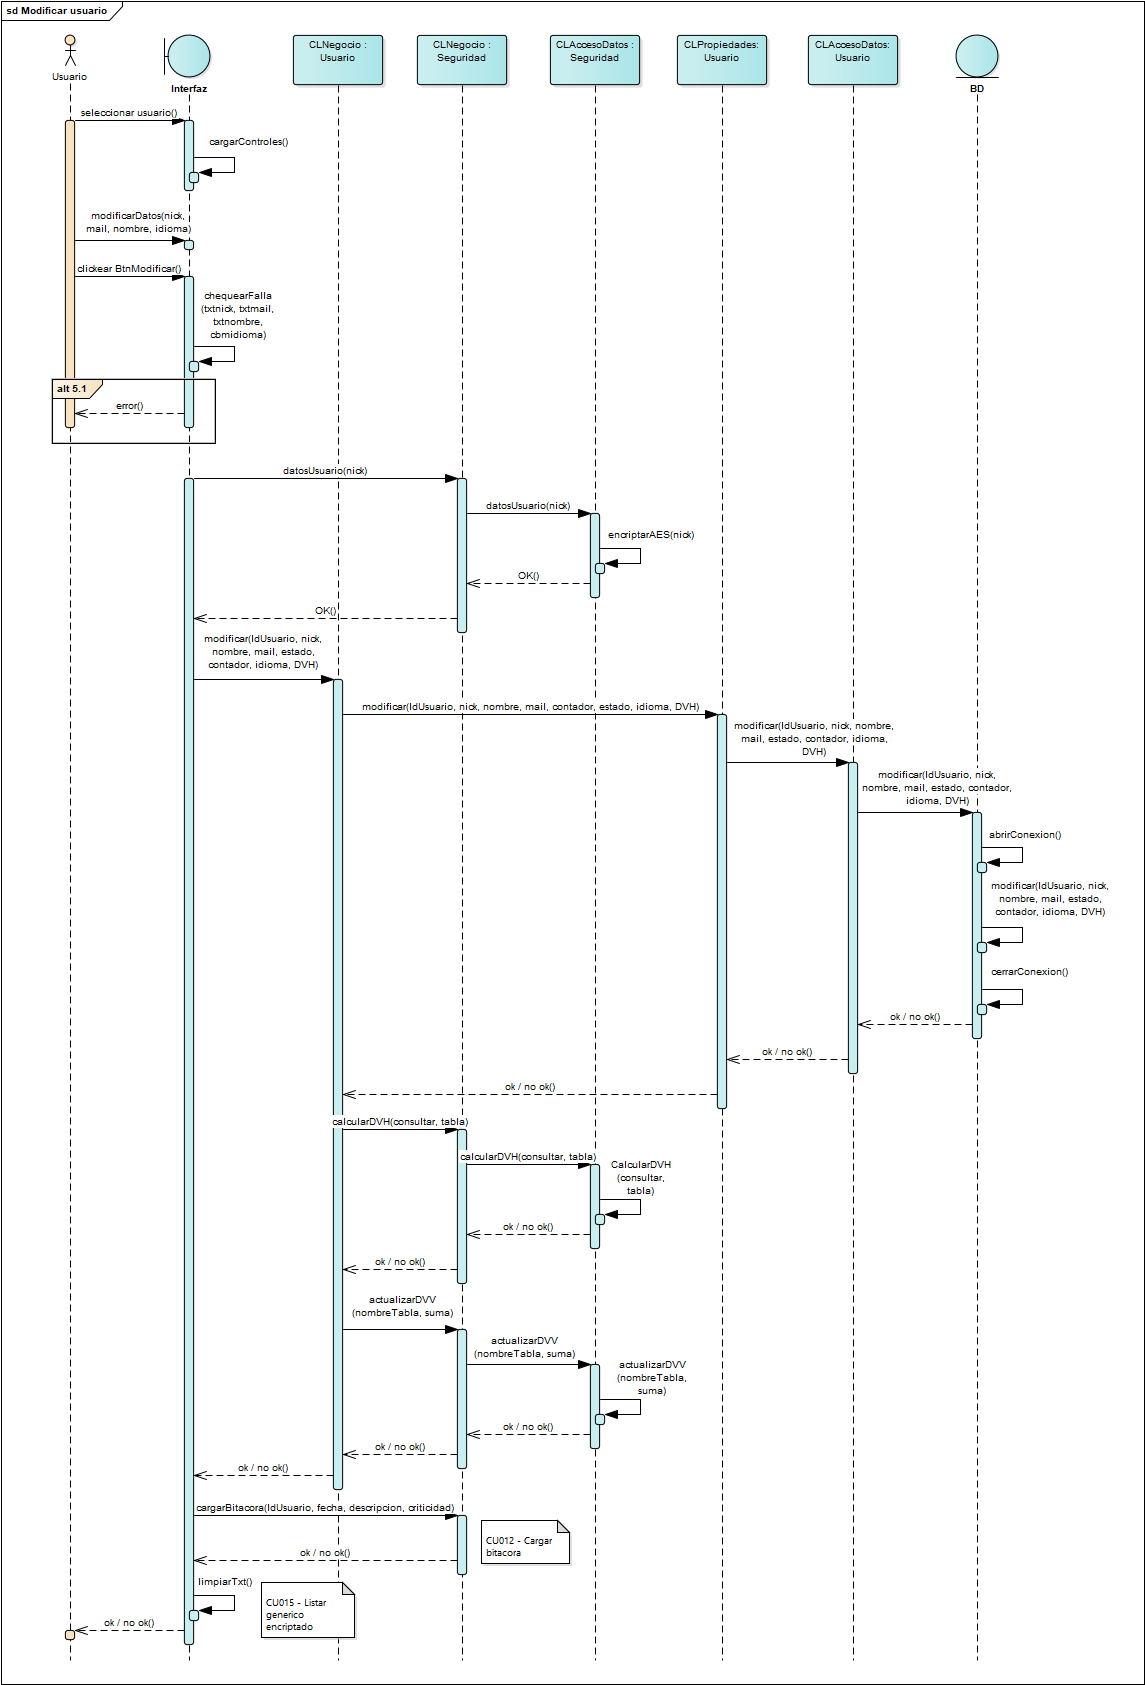 sd Modificar usuario
Usuario
Interfaz
CLNegocio :
Usuario
CLNegocio :
Seguridad
CLAccesoDatos :
Seguridad
CLPropiedades:
Usuario
CLAccesoDatos:
Usuario
BD
seleccionar usuario()
cargarControles()
modificarDatos(nick,
mail, nombre, idioma)
clickear BtnModificar()
chequearFalla
(txtnick, txtmail,
txtnombre,
cbmidioma)
alt 5.1
error()
datosUsuario(nick)
datosUsuario(nick)
encriptarAES(nick)
OK()
OK()
modificar(IdUsuario, nick,
nombre, mail, estado,
contador, idioma, DVH)
modificar(IdUsuario, nick, nombre, mail, contador, estado, idioma, DVH)
modificar(IdUsuario, nick, nombre,
mail, estado, contador, idioma,
DVH)
modificar(IdUsuario, nick,
nombre, mail, estado, contador,
idioma, DVH)
abrirConexion()
modificar(IdUsuario, nick,
nombre, mail, estado,
contador, idioma, DVH)
cerrarConexion()
ok / no ok()
ok / no ok()
ok / no ok()
calcularDVH(consultar, tabla)
calcularDVH(consultar, tabla)
CalcularDVH
(consultar,
tabla)
ok / no ok()
ok / no ok()
actualizarDVV
(nombreTabla, suma)
actualizarDVV
(nombreTabla, suma)
actualizarDVV
(nombreTabla,
suma)
ok / no ok()
ok / no ok()
ok / no ok()
cargarBitacora(IdUsuario, fecha, descripcion, criticidad)
CU012 - Cargar
bitacora
ok / no ok()
limpiarTxt()
CU015 - Listar
generico
encriptado
ok / no ok()